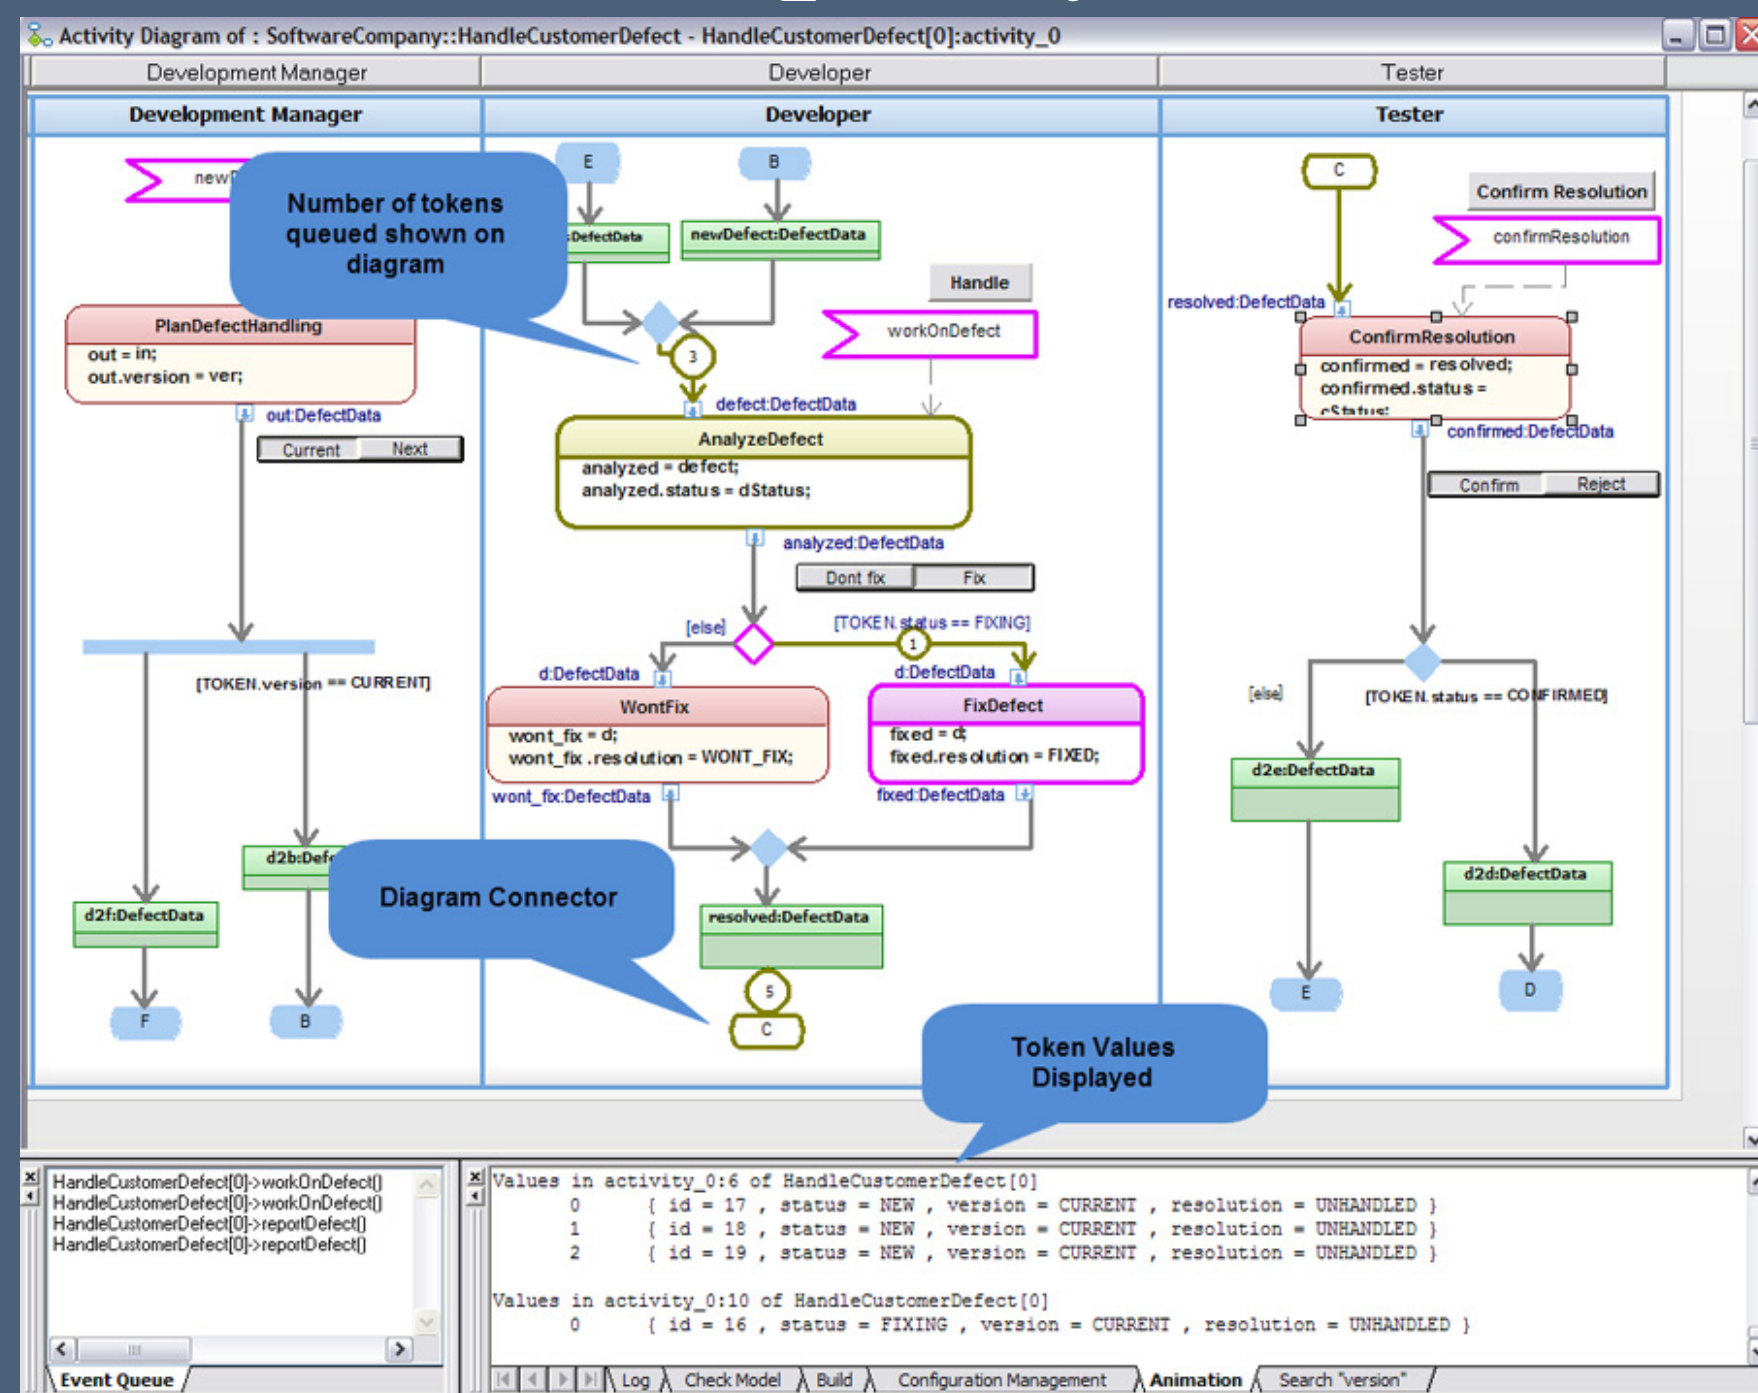 Activity Diagram of : SoftwareCompany::HandleCustomerDefect - HandleCustomerDefect[0]:activity_0
Development Manager
Developer
Tester
Development Manager
Developer
Tester
Number of tokens
queued shown on
diagram
PlanDefectHandling
out = in;
out.version = ver;
out:DefectData
Current
Next
[TOKEN.version == CURRENT]
d2f:DefectData
F
B
E
B
newDefect:DefectData
Handle
workOnDefect
3
defect:DefectData
AnalyzeDefect
analyzed = defect;
analyzed.status = dStatus;
analyzed:DefectData
Dont fix
Fix
[else]
[TOKEN.status == FIXING]
1
d:DefectData
d:DefectData
WontFix
wont_fix = d;
wont_fix.resolution = WONT_FIX;
wont_fix:DefectData
FixDefect
fixed = d;
fixed.resolution = FIXED;
fixed:DefectData
Diagram Connector
resolved:DefectData
5
C
C
Confirm Resolution
confirmResolution
resolved:DefectData
ConfirmResolution
confirmed = resolved;
confirmed.status =
cStatus;
confirmed:DefectData
Confirm
Reject
[else]
[TOKEN.status == CONFIRMED]
d2e:DefectData
d2d:DefectData
E
D
Token Values
Displayed
HandleCustomerDefect[0]->workOnDefect()
HandleCustomerDefect[0]->workOnDefect()
HandleCustomerDefect[0]->reportDefect()
HandleCustomerDefect[0]->reportDefect()
Event Queue
Values in activity_0:6 of HandleCustomerDefect[0]
0 { id = 17 , status = NEW , version = CURRENT , resolution = UNHANDLED }
1 { id = 18 , status = NEW , version = CURRENT , resolution = UNHANDLED }
2 { id = 19 , status = NEW , version = CURRENT , resolution = UNHANDLED }
Values in activity_0:10 of HandleCustomerDefect[0]
0 { id = 16 , status = FIXING , version = CURRENT , resolution = UNHANDLED }
Log
Check Model
Build
Configuration Management
Animation
Search "version"